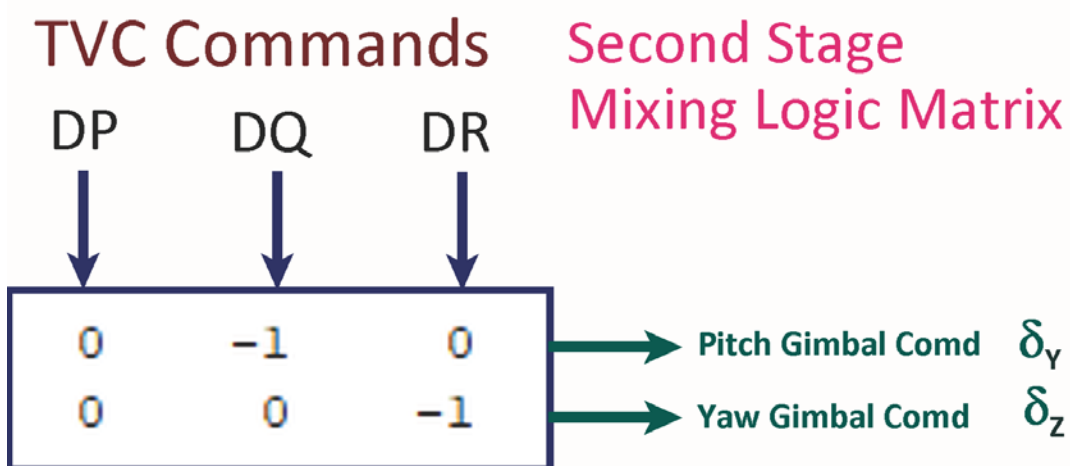 TVC Commands
Second Stage
Mixing Logic Matrix
DP DQ DR
0 −1 0 Pitch Gimbal Comd δY
0 0 −1 Yaw Gimbal Comd δZ